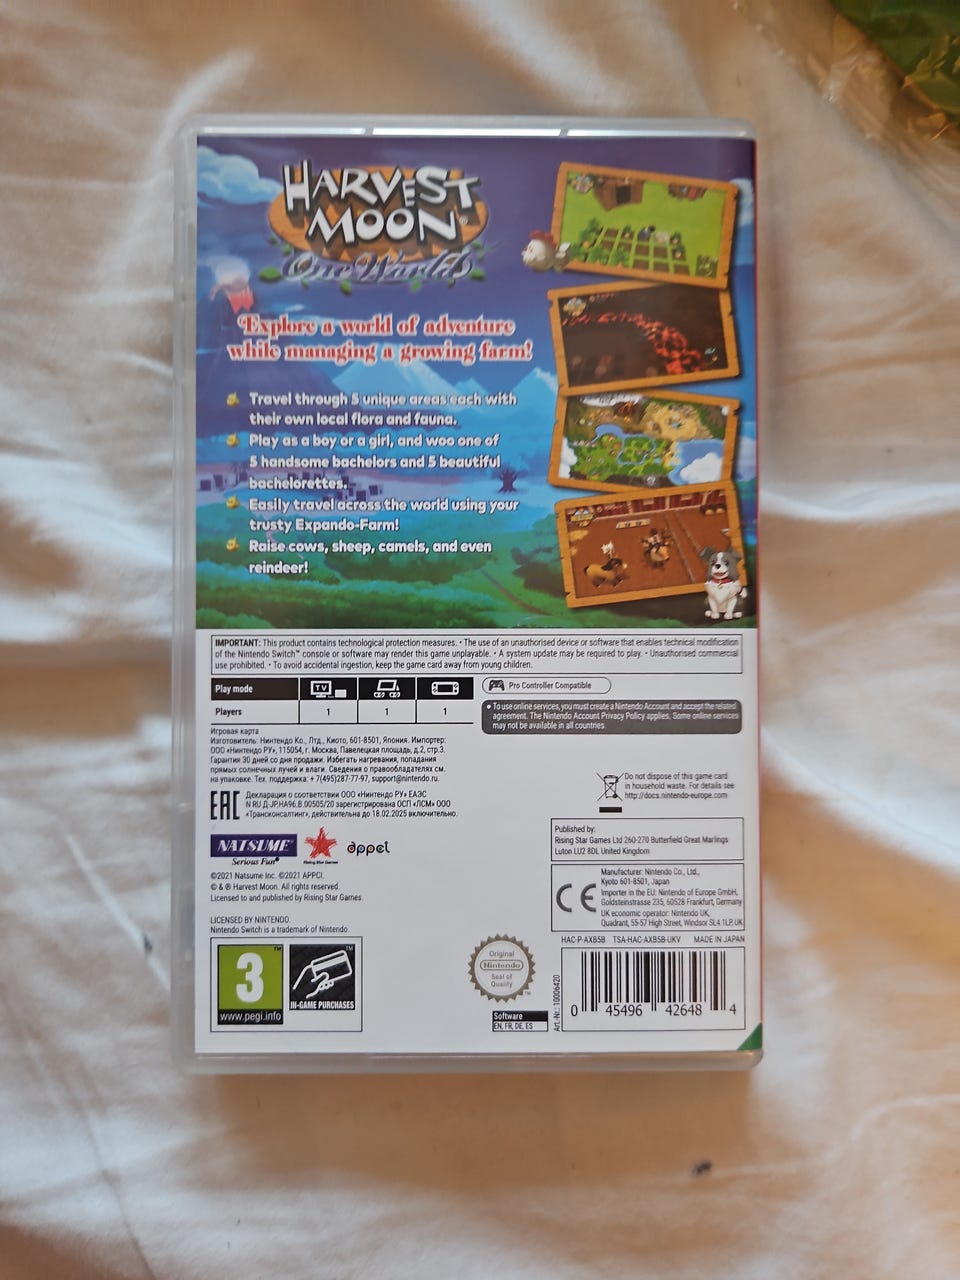 HARVEST
MOON®
One World
Explore a world of adventure
while managing a growing farm!
Travel through 5 unique areas each with
their own local flora and fauna.
Play as a boy or a girl, and woo one of
5 handsome bachelors and 5 beautiful
bachelorettes.
Easily travel across the world using your
trusty Expando-Farm!
Raise cows, sheep, camels, and even
reindeer!
IMPORTANT: This product contains technological protection measures. • The use of an unauthorised device or software that enables technical modification
of the Nintendo Switch™ console or software may render this game unplayable. • A system update may be required to play. • Unauthorised commercial
use prohibited. • To avoid accidental ingestion, keep the game card away from young children.
Play mode TV
Players 1 1 1
Pro Controller Compatible
• To use online services, you must create a Nintendo Account and accept the related
agreement. The Nintendo Account Privacy Policy applies. Some online services
may not be available in all countries.
Игровая карта
Изготовитель: Нинтендо Ко., Лтд., Киото, 601-8501, Япония. Импортер:
ООО «Нинтендо РУ», 115054, г. Москва, Павелецкая площадь, д.2, стр.3.
Гарантия 30 дней со дня продажи. Избегать нагревания, попадания
прямых солнечных лучей и влаги. Сведения о правообладателях см.
на упаковке. Тех. поддержка: +7(495)287-77-97, support@nintendo.ru.
EAC
Декларация о соответствии ООО «Нинтендо РУ» ЕАЭС
N RU Д-JP.HA96.B.00505/20 зарегистрирована ОСП «ЛСМ» ООО
«Трансконсалтинг», действительна до 18.02.2025 включительно.
Do not dispose of this game card
in household waste. For details see
http://docs.nintendo-europe.com
NATSUME®
Serious Fun®
Rising Star Games
appci
©2021 Natsume Inc. ©2021 APPCI.
© & ® Harvest Moon. All rights reserved.
Licensed to and published by Rising Star Games.
LICENSED BY NINTENDO.
Nintendo Switch is a trademark of Nintendo.
Published by:
Rising Star Games Ltd 260-270 Butterfield Great Marlings
Luton LU2 8DL United Kingdom
CE
Manufacturer: Nintendo Co., Ltd.,
Kyoto 601-8501, Japan
Importer in the EU: Nintendo of Europe GmbH,
Goldsteinstrasse 235, 60528 Frankfurt, Germany
UK economic operator: Nintendo UK,
Quadrant, 55-57 High Street, Windsor SL4 1LP, UK
HAC-P-AXB5B TSA-HAC-AXB5B-UKV MADE IN JAPAN
3
™
www.pegi.info
™
IN-GAME PURCHASES
Original
Nintendo
Seal of
Quality
™
Software
EN, FR, DE, ES
Art.-Nr.: 10006420
0 45496 42648 4